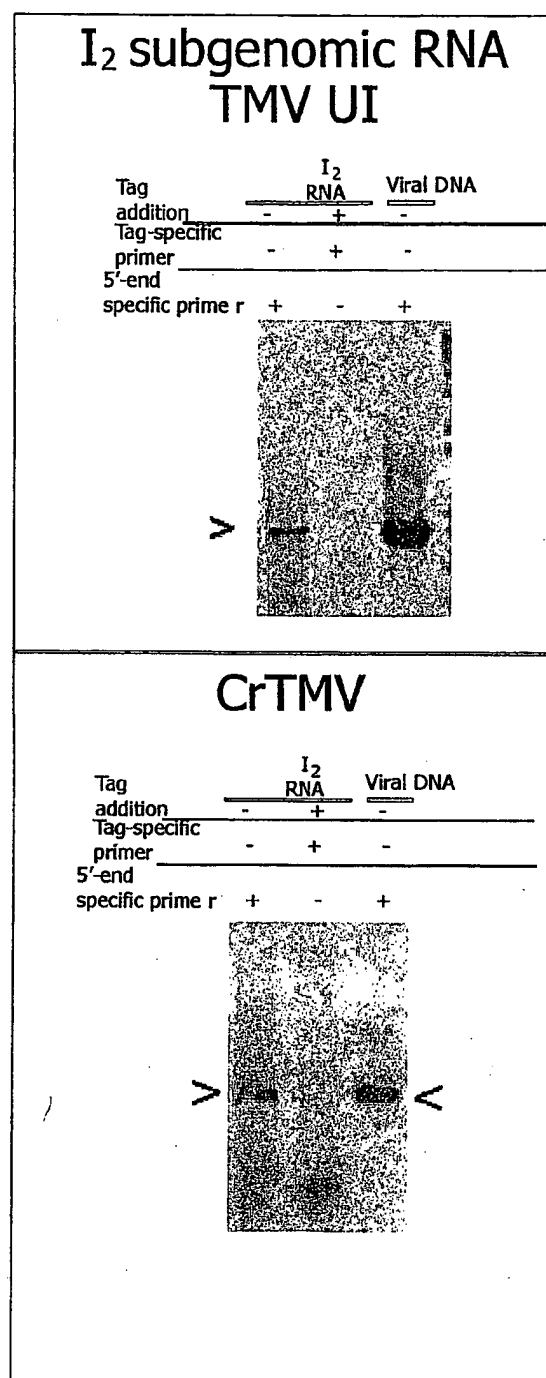 I₂ subgenomic RNA
TMV UI
I₂
Tag RNA Viral DNA
addition - + -
Tag-specific
primer - + -
5'-end
specific prime r + - +
>
CrTMV
I₂
Tag RNA Viral DNA
addition - + -
Tag-specific
primer - + -
5'-end
specific prime r + - +
> <